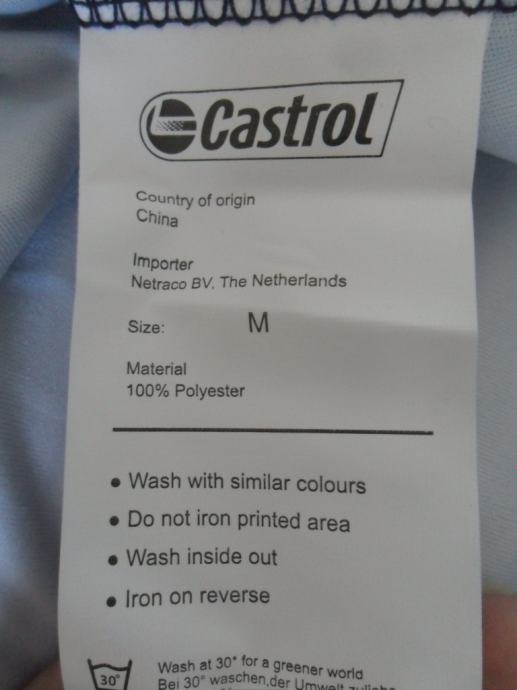 Castrol
Country of origin
China
Importer
Netraco BV. The Netherlands
Size: M
Material
100% Polyester
• Wash with similar colours
• Do not iron printed area
• Wash inside out
• Iron on reverse
30°
Wash at 30° for a greener world
Bei 30° waschen,der Umwelt